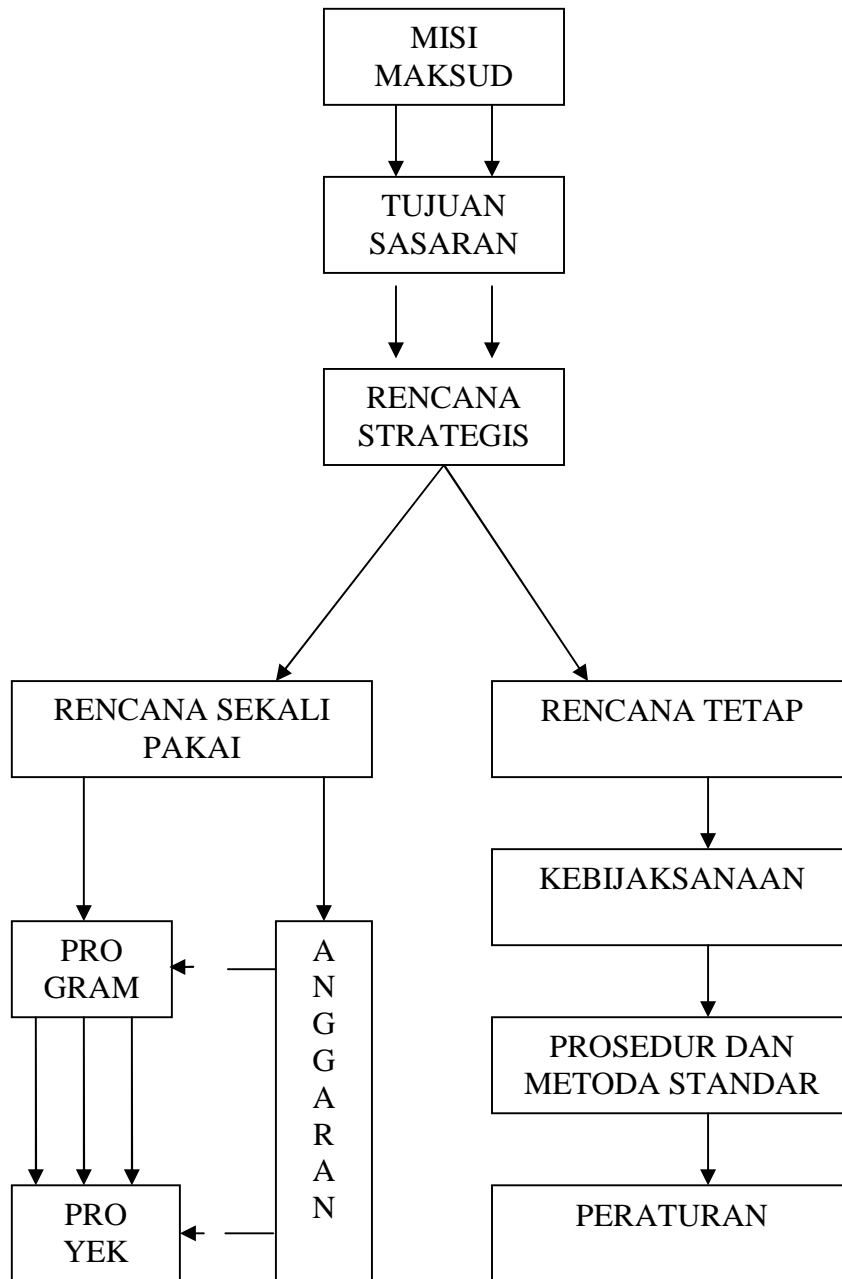 MISI
MAKSUD
TUJUAN
SASARAN
RENCANA
STRATEGIS
RENCANA SEKALI
PAKAI
RENCANA TETAP
KEBIJAKSANAAN
PRO
GRAM
A
N
G
G
A
R
A
N
PROSEDUR DAN
METODA STANDAR
PRO
YEK
PERATURAN